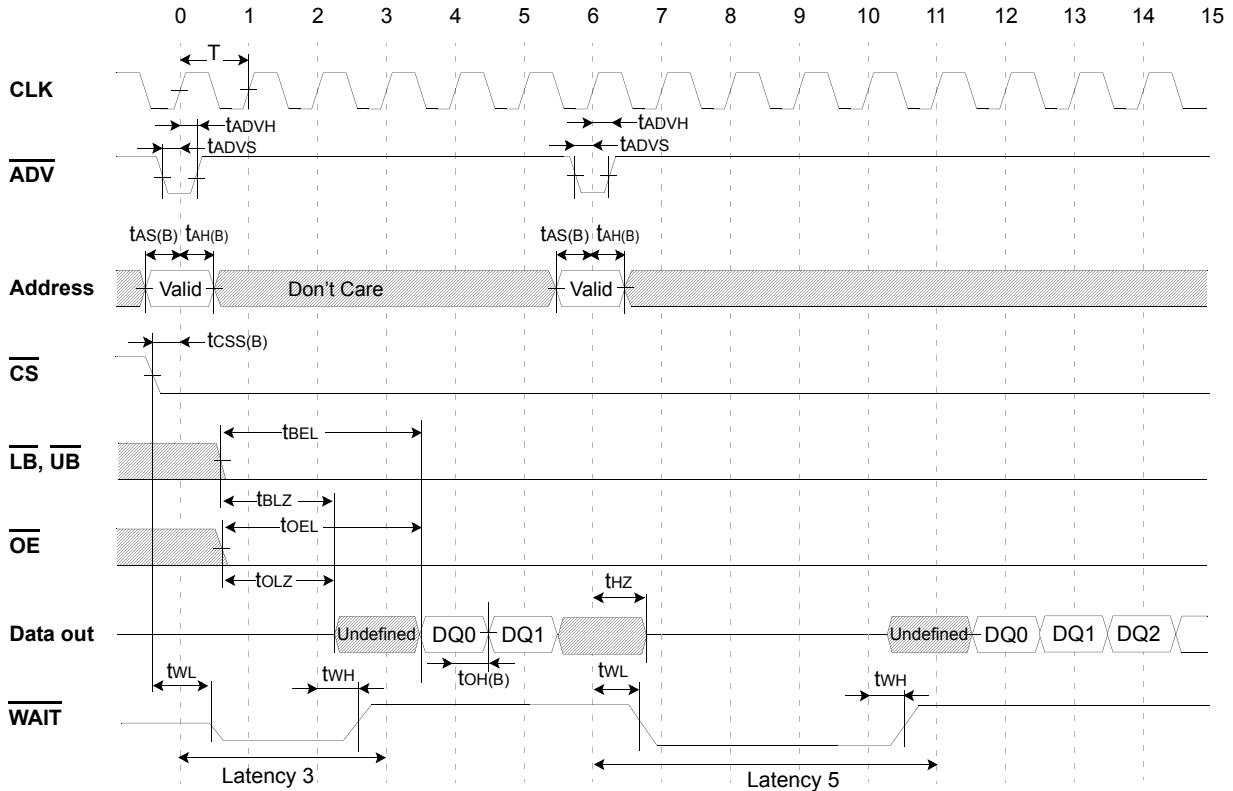 0 1 2 3 4 5 6 7 8 9 10 11 12 13 14 15
T
CLK
tADVH tADVH
tADVS tADVS
ADV
tAS(B) tAH(B) tAS(B) tAH(B)
Address Valid Don't Care Valid
tCSS(B)
CS
tBEL
LB, UB
tBLZ
tOEL
OE
tOLZ tHZ
Data out Undefined DQ0 DQ1 Undefined DQ0 DQ1 DQ2
tOH(B)
tWL tWH tWL tWH
WAIT
Latency 3 Latency 5